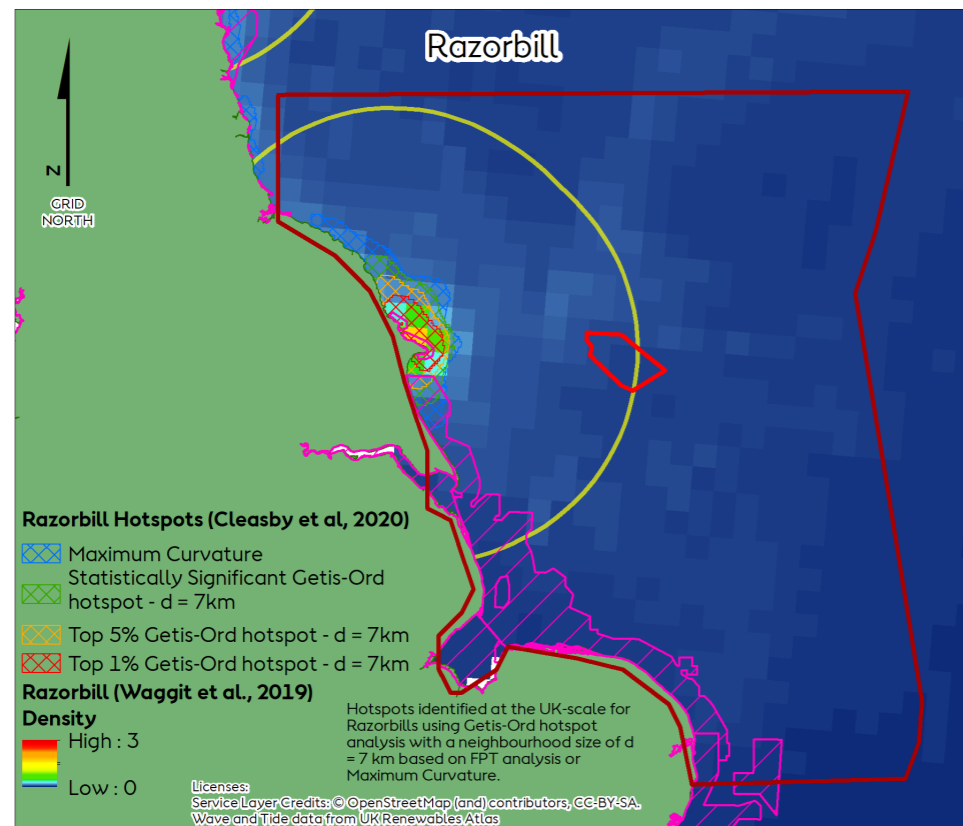 Razorbill
N
GRID
NORTH
Razorbill Hotspots (Cleasby et al, 2020)
Maximum Curvature
Statistically Significant Getis-Ord
hotspot - d = 7km
Top 5% Getis-Ord hotspot - d = 7km
Top 1% Getis-Ord hotspot - d = 7km
Razorbill (Waggit et al., 2019)
Density
High : 3
Low : 0
Hotspots identified at the UK-scale for
Razorbills using Getis-Ord hotspot
analysis with a neighbourhood size of d
= 7 km based on FPT analysis or
Maximum Curvature.
Licenses:
Service Layer Credits: © OpenStreetMap (and) contributors, CC-BY-SA.
Wave and Tide data from UK Renewables Atlas